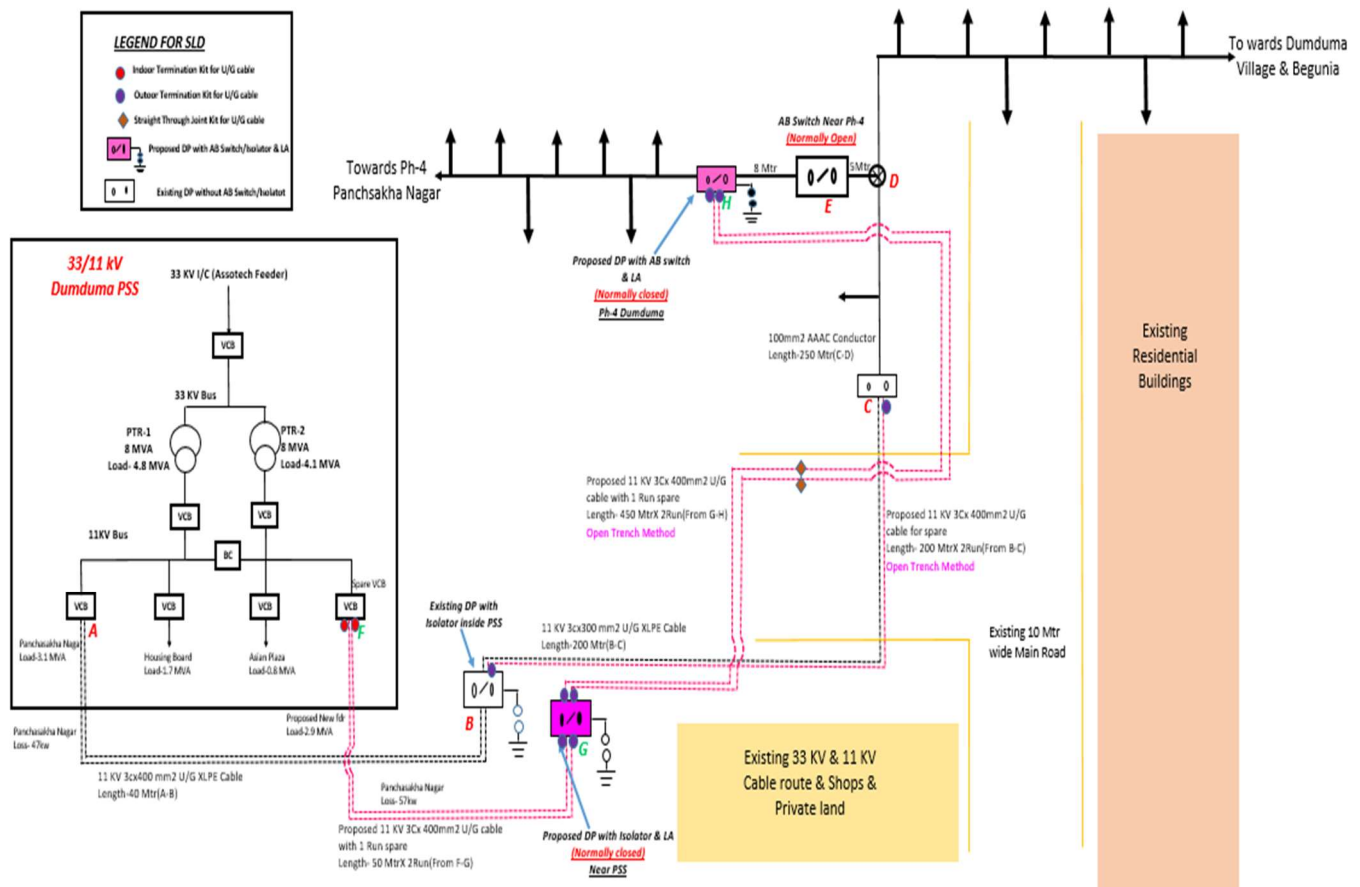 LEGEND FOR SLD
Indoor Termination Kit for U/G cable
Outoor Termination Kit for U/G cable
Straight Through Joint Kit for U/G cable
Proposed DP with AB Switch/Isolator & LA
Existing DP without AB Switch/Isolatot
To wards Dumduma
Village & Begunia
AB Switch Near Ph-4
(Normally Open)
Towards Ph-4
Panchsakha Nagar
8 Mtr
5Mtr
D
E
H
Proposed DP with AB switch
& LA
(Normally closed)
Ph-4 Dumduma
33/11 kV
Dumduma PSS
33 KV I/C (Assotech Feeder)
VCB
33 KV Bus
PTR-1
8 MVA
Load- 4.8 MVA
PTR-2
8 MVA
Load-4.1 MVA
VCB
VCB
11KV Bus
BC
Spare VCB
VCB
VCB
VCB
VCB
A
F
Panchasakha Naga
Load-3.1 MVA
Housing Board
Load-1.7 MVA
Asian Plaza
Load-0.8 MVA
Proposed New fdr
Load-2.9 MVA
Panchasakha Nagar
Loss- 47kw
11 KV 3cx400 mm2 U/G XLPE Cable
Length-40 Mtr(A-B)
Panchasakha Nagar
Loss- 57kw
Proposed 11 KV 3Cx 400mm2 U/G cable
with 1 Run spare
Length- 50 MtrX 2Run(From F-G)
Existing DP with
Isolator inside PSS
B
11 KV 3cx300 mm2 U/G XLPE Cable
Length-200 Mtr(B-C)
G
Proposed DP with Isolator & LA
(Normally closed)
Near PSS
100mm2 AAAC Conductor
Length-250 Mtr(C-D)
C
Proposed 11 KV 3Cx 400mm2 U/G
cable with 1 Run spare
Length- 450 MtrX 2Run(From G-H)
Open Trench Method
Proposed 11 KV 3Cx 400mm2 U/G
cable for spare
Length- 200 MtrX 2Run(From B-C)
Open Trench Method
Existing 10 Mtr
wide Main Road
Existing
Residential
Buildings
Existing 33 KV & 11 KV
Cable route & Shops &
Private land